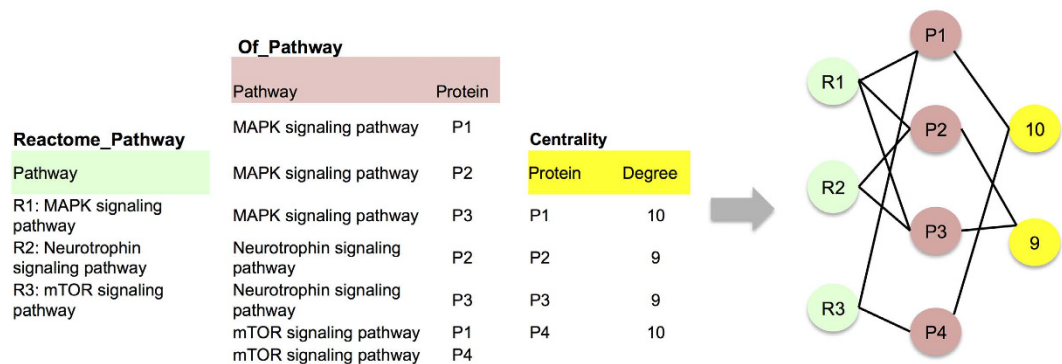 Of_Pathway
Pathway Protein
MAPK signaling pathway P1
MAPK signaling pathway P2
MAPK signaling pathway P3
Neurotrophin signaling
pathway P2
Neurotrophin signaling
pathway P3
mTOR signaling pathway P1
mTOR signaling pathway P4
Reactome_Pathway
Pathway
R1: MAPK signaling
pathway
R2: Neurotrophin
signaling pathway
R3: mTOR signaling
pathway
Centrality
Protein Degree
P1 10
P2 9
P3 9
P4 10
R1
R2
R3
P1
P2
P3
P4
10
9